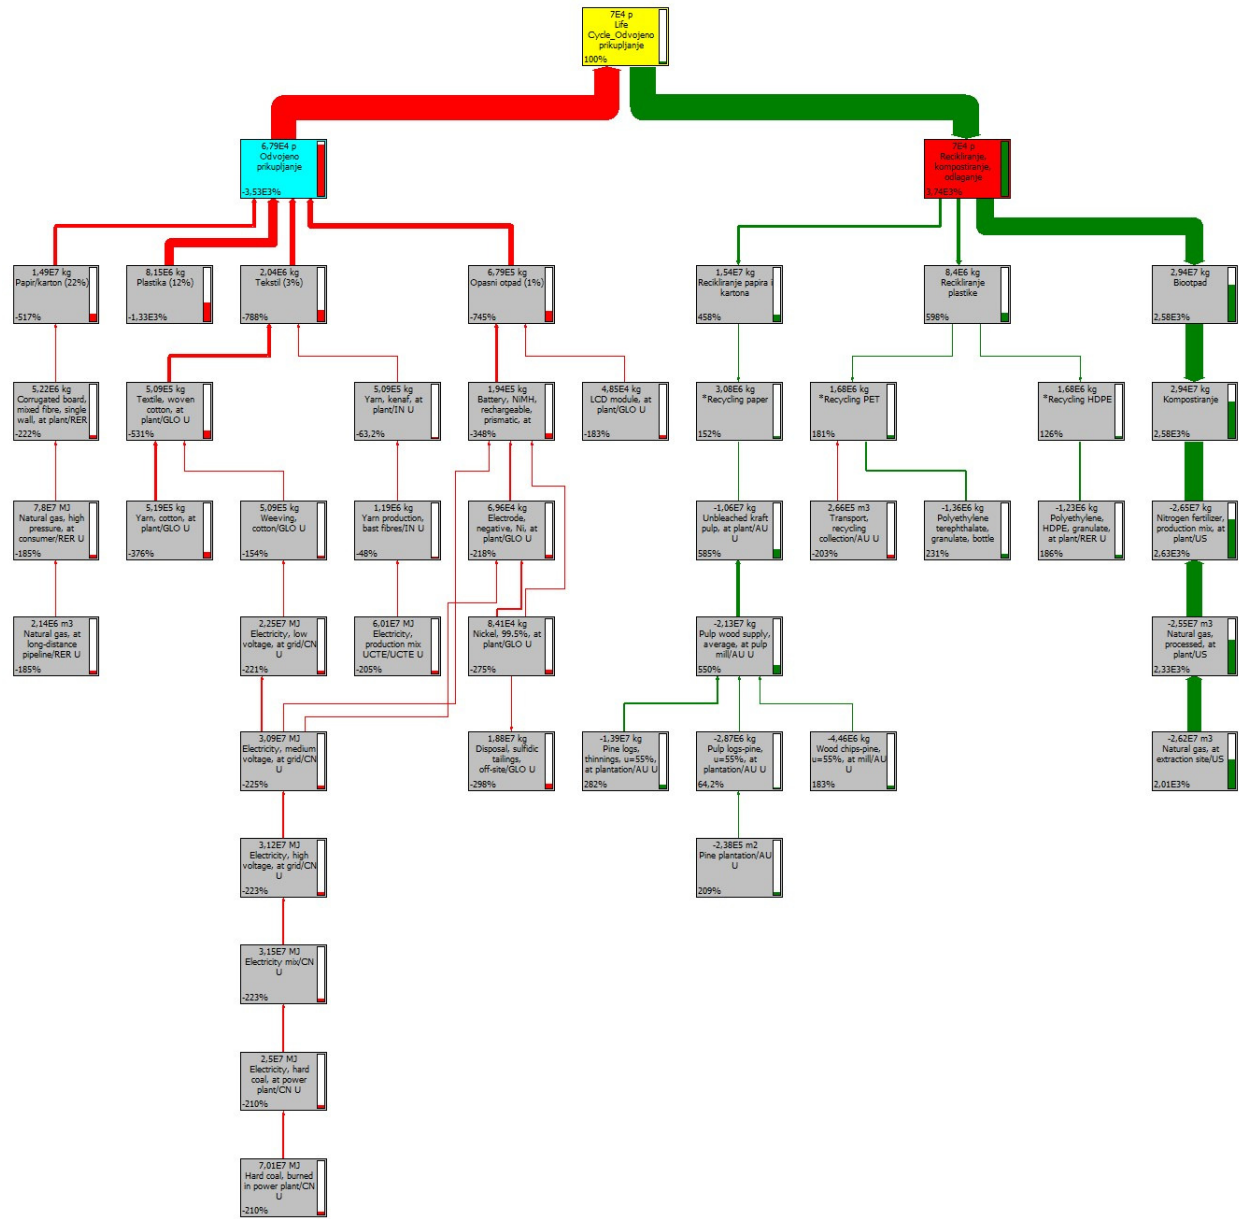 7E4 p
Life
Cycle_Odvojeno
prikupljanje
100%
6,79E4 p
Odvojeno
prikupljanje
-3,53E3%
7E4 p
Recikliranje,
kompostiranje,
odlaganje
3,74E3%
1,49E7 kg
Papir/karton (22%)
-517%
8,15E6 kg
Plastika (12%)
-1,33E3%
2,04E6 kg
Tekstil (3%)
-788%
6,79E5 kg
Opasni otpad (1%)
-745%
1,54E7 kg
Recikliranje papira i
kartona
458%
8,4E6 kg
Recikliranje
plastike
598%
2,94E7 kg
Biootpad
2,58E3%
5,22E6 kg
Corrugated board,
mixed fibre, single
wall, at plant/RER
-222%
5,09E5 kg
Textile, woven
cotton, at
plant/GLO U
-531%
5,09E5 kg
Yarn, kenaf, at
plant/IN U
-63,2%
1,94E5 kg
Battery, NiMH,
rechargeable,
prismatic, at
-348%
4,85E4 kg
LCD module, at
plant/GLO U
-183%
3,08E6 kg
*Recycling paper
152%
1,68E6 kg
*Recycling PET
181%
1,68E6 kg
*Recycling HDPE
126%
2,94E7 kg
Kompostiranje
2,58E3%
7,8E7 MJ
Natural gas, high
pressure, at
consumer/RER U
-185%
5,19E5 kg
Yarn, cotton, at
plant/GLO U
-376%
5,09E5 kg
Weeving,
cotton/GLO U
-154%
1,19E6 kg
Yarn production,
bast fibres/IN U
-48%
6,96E4 kg
Electrode,
negative, Ni, at
plant/GLO U
-218%
-1,06E7 kg
Unbleached kraft
pulp, at plant/AU
U
585%
2,66E5 m3
Transport,
recycling
collection/AU U
-203%
-1,36E6 kg
Polyethylene
terephthalate,
granulate, bottle
231%
-1,23E6 kg
Polyethylene,
HDPE, granulate,
at plant/RER U
186%
-2,65E7 kg
Nitrogen fertilizer,
production mix, at
plant/US
2,63E3%
2,14E6 m3
Natural gas, at
long-distance
pipeline/RER U
-185%
2,25E7 MJ
Electricity, low
voltage, at grid/CN
U
-221%
6,01E7 MJ
Electricity,
production mix
UCTE/UCTE U
-205%
8,41E4 kg
Nickel, 99.5%, at
plant/GLO U
-275%
-2,13E7 kg
Pulp wood supply,
average, at pulp
mill/AU U
550%
-2,55E7 m3
Natural gas,
processed, at
plant/US
2,33E3%
3,09E7 MJ
Electricity, medium
voltage, at grid/CN
U
-225%
1,88E7 kg
Disposal, sulfidic
tailings,
off-site/GLO U
-298%
-1,39E7 kg
Pine logs,
thinnings, u=55%,
at plantation/AU U
282%
-2,87E6 kg
Pulp logs-pine,
u=55%, at
plantation/AU U
64,2%
-4,46E6 kg
Wood chips-pine,
u=55%, at mill/AU
U
183%
-2,62E7 m3
Natural gas, at
extraction site/US
2,01E3%
3,12E7 MJ
Electricity, high
voltage, at grid/CN
U
-223%
-2,38E5 m2
Pine plantation/AU
U
209%
3,15E7 MJ
Electricity mix/CN
U
-223%
2,5E7 MJ
Electricity, hard
coal, at power
plant/CN U
-210%
7,01E7 MJ
Hard coal, burned
in power plant/CN
U
-210%